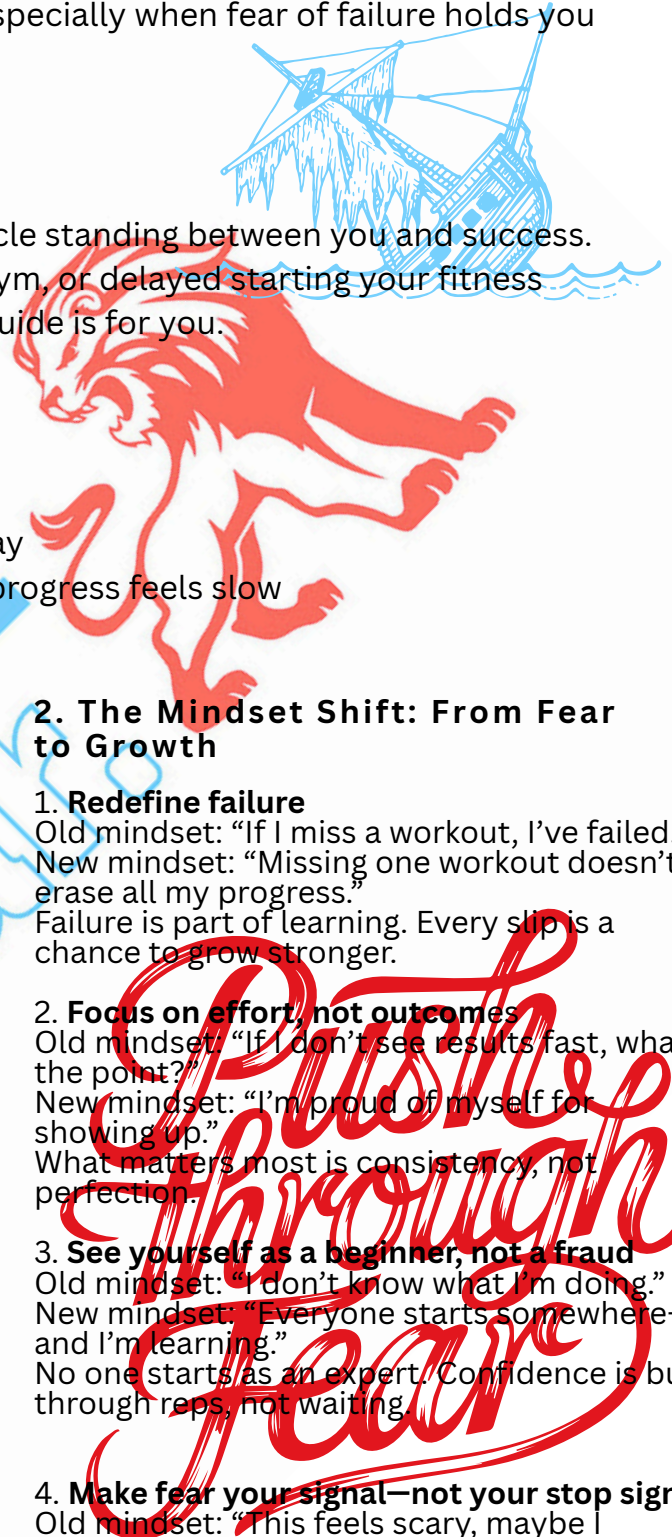 specially when fear of failure holds you
cle standing between you and success.
ym, or delayed starting your fitness
uide is for you.
ay
progress feels slow
2. The Mindset Shift: From Fear
to Growth
1. Redefine failure
Old mindset: “If I miss a workout, I’ve failed
New mindset: “Missing one workout doesn’t
erase all my progress.”
Failure is part of learning. Every slip is a
chance to grow stronger.
2. Focus on effort, not outcomes
Old mindset: “If I don’t see results fast, wha
the point?”
New mindset: “I’m proud of myself for
showing up.”
What matters most is consistency, not
perfection.
3. See yourself as a beginner, not a fraud
Old mindset: “I don’t know what I’m doing.”
New mindset: “Everyone starts somewhere—
and I’m learning.”
No one starts as an expert. Confidence is bu
through reps, not waiting.
4. Make fear your signal—not your stop sign
Old mindset: “This feels scary, maybe I
Push
through
Fear